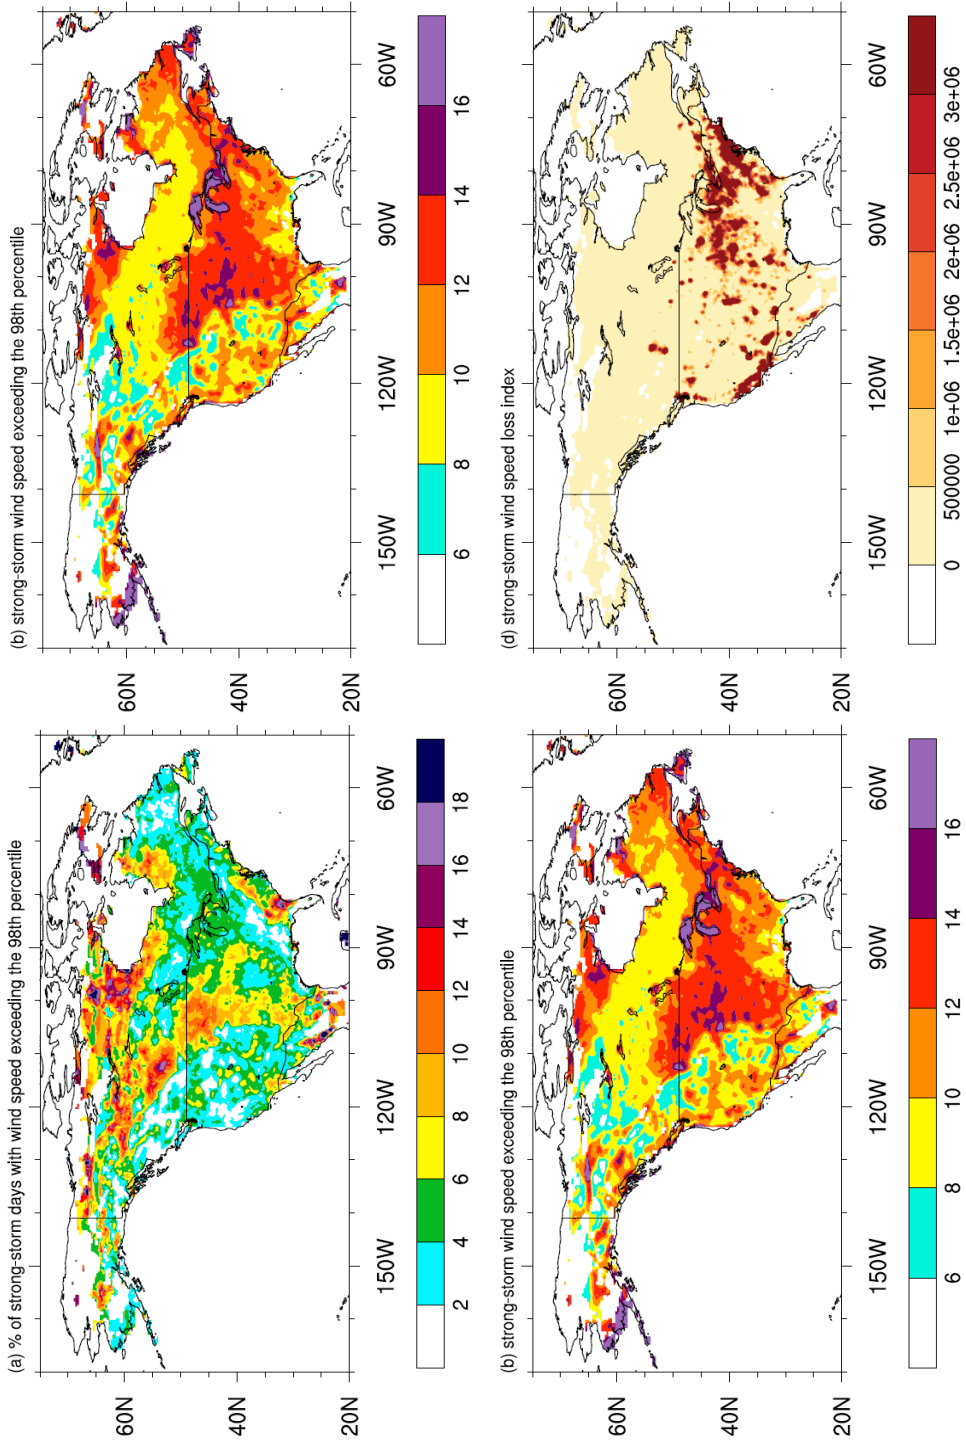 (a) % of strong-storm days with wind speed exceeding the 98th percentile
60N
40N
20N
150W 120W 90W 60W
2 4 6 8 10 12 14 16 18
(b) strong-storm wind speed exceeding the 98th percentile
60N
40N
20N
150W 120W 90W 60W
6 8 10 12 14 16
(b) strong-storm wind speed exceeding the 98th percentile
60N
40N
20N
150W 120W 90W 60W
6 8 10 12 14 16
(d) strong-storm wind speed loss index
60N
40N
20N
150W 120W 90W 60W
0 500000 1e+06 1.5e+06 2e+06 2.5e+06 3e+06